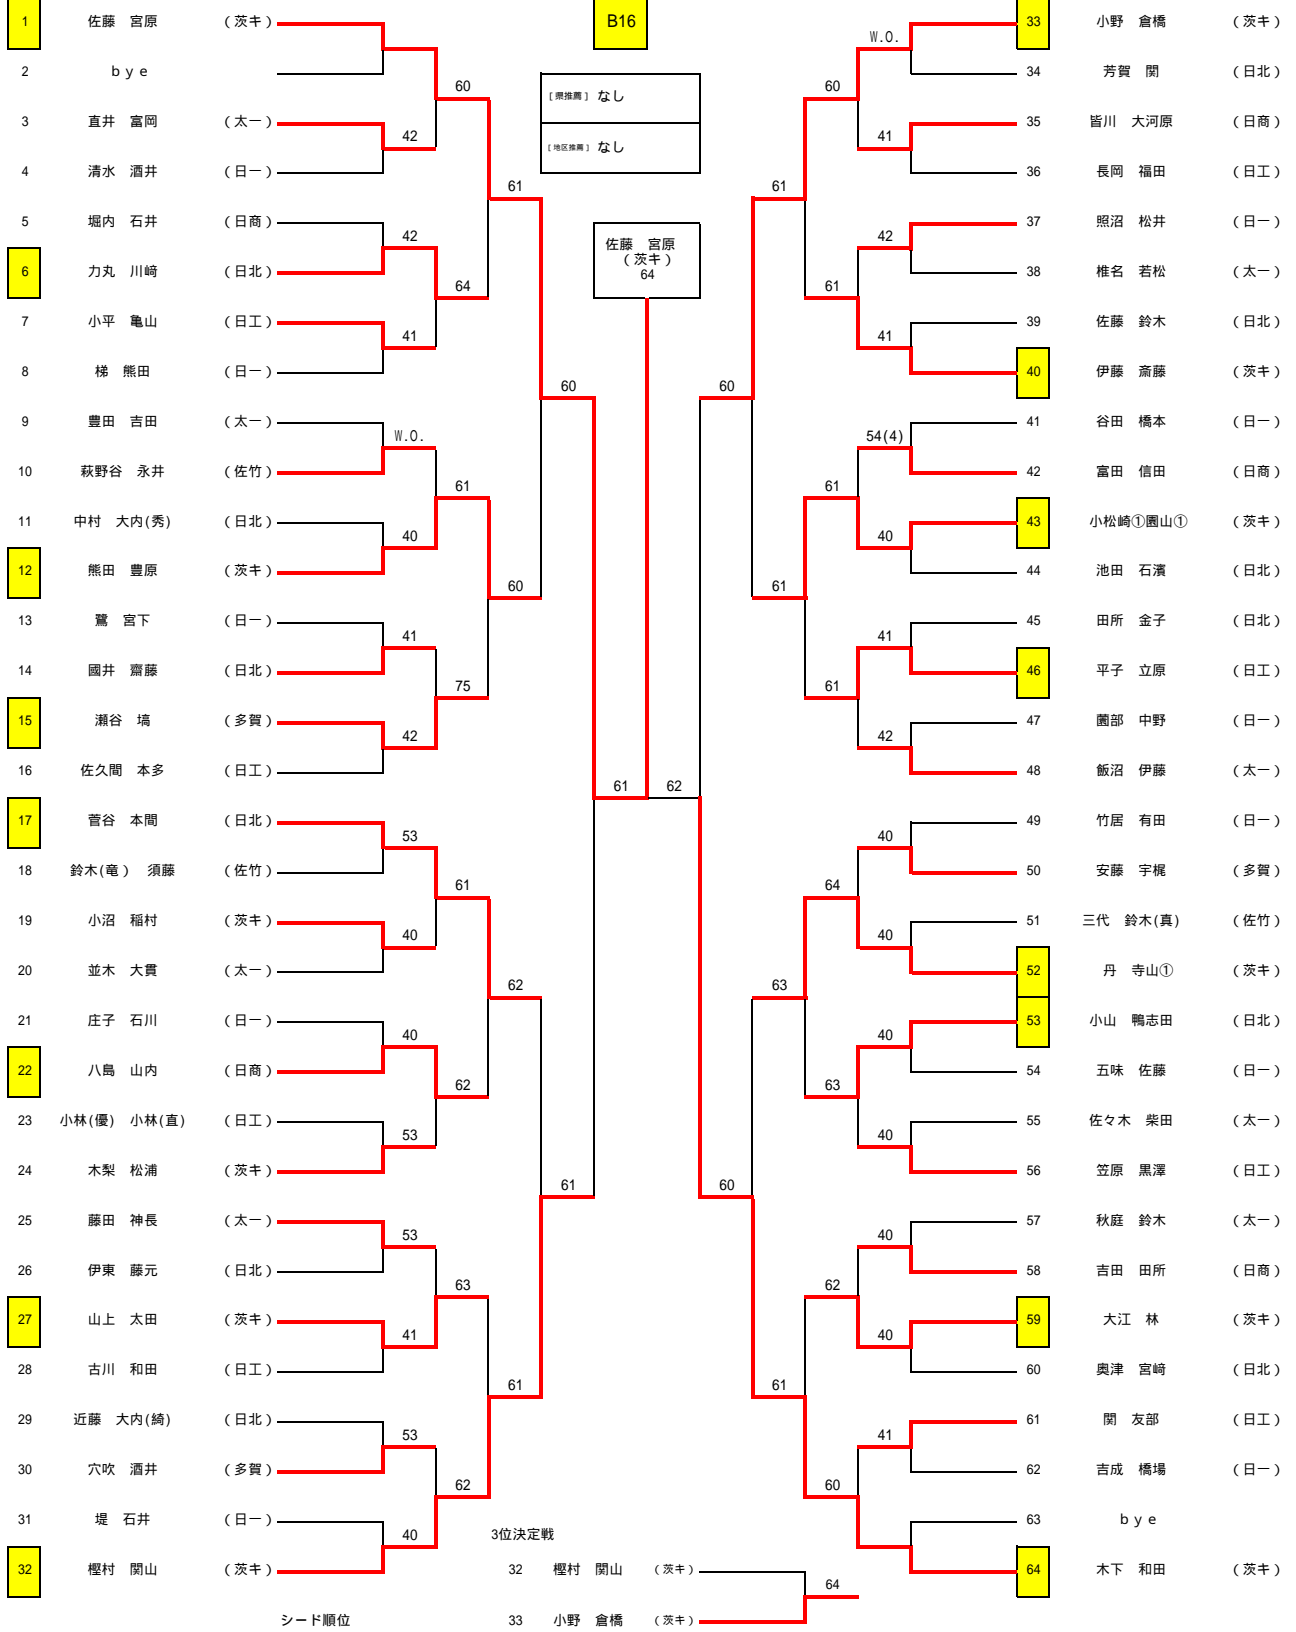 B16
[県推薦] なし
[地区推薦] なし
佐藤　宮原
(茨キ)
64
1 佐藤　宮原 (茨キ)
2 ｂｙｅ
3 直井　富岡 (太一)
4 清水　酒井 (日一)
5 堀内　石井 (日商)
6 力丸　川﨑 (日北)
7 小平　亀山 (日工)
8 梯　熊田 (日一)
9 豊田　吉田 (太一)
10 萩野谷　永井 (佐竹)
11 中村　大内(秀) (日北)
12 熊田　豊原 (茨キ)
13 鷺　宮下 (日一)
14 國井　齋藤 (日北)
15 瀬谷　塙 (多賀)
16 佐久間　本多 (日工)
17 菅谷　本間 (日北)
18 鈴木(竜)　須藤 (佐竹)
19 小沼　稲村 (茨キ)
20 並木　大貫 (太一)
21 庄子　石川 (日一)
22 八島　山内 (日商)
23 小林(優)　小林(直) (日工)
24 木梨　松浦 (茨キ)
25 藤田　神長 (太一)
26 伊東　藤元 (日北)
27 山上　太田 (茨キ)
28 古川　和田 (日工)
29 近藤　大内(綺) (日北)
30 穴吹　酒井 (多賀)
31 堤　石井 (日一)
32 樫村　関山 (茨キ)
42
42
41
W.O.
40
41
42
53
40
40
53
53
41
53
40
60
64
61
75
61
62
63
62
61
60
62
61
60
61
61
62
60
60
61
61
63
61
60
61
61
61
64
63
62
60
W.O.
41
42
41
54(4)
40
41
42
40
40
40
40
40
40
41
33 小野　倉橋 (茨キ)
34 芳賀　関 (日北)
35 皆川　大河原 (日商)
36 長岡　福田 (日工)
37 照沼　松井 (日一)
38 椎名　若松 (太一)
39 佐藤　鈴木 (日北)
40 伊藤　斎藤 (茨キ)
41 谷田　橋本 (日一)
42 富田　信田 (日商)
43 小松崎①園山① (茨キ)
44 池田　石濱 (日北)
45 田所　金子 (日北)
46 平子　立原 (日工)
47 薗部　中野 (日一)
48 飯沼　伊藤 (太一)
49 竹居　有田 (日一)
50 安藤　宇梶 (多賀)
51 三代　鈴木(真) (佐竹)
52 丹　寺山① (茨キ)
53 小山　鴨志田 (日北)
54 五味　佐藤 (日一)
55 佐々木　柴田 (太一)
56 笠原　黒澤 (日工)
57 秋庭　鈴木 (太一)
58 吉田　田所 (日商)
59 大江　林 (茨キ)
60 奥津　宮﨑 (日北)
61 関　友部 (日工)
62 吉成　橋場 (日一)
63 ｂｙｅ
64 木下　和田 (茨キ)
3位決定戦
32 樫村　関山 (茨キ)
64
33 小野　倉橋 (茨キ)
シード順位